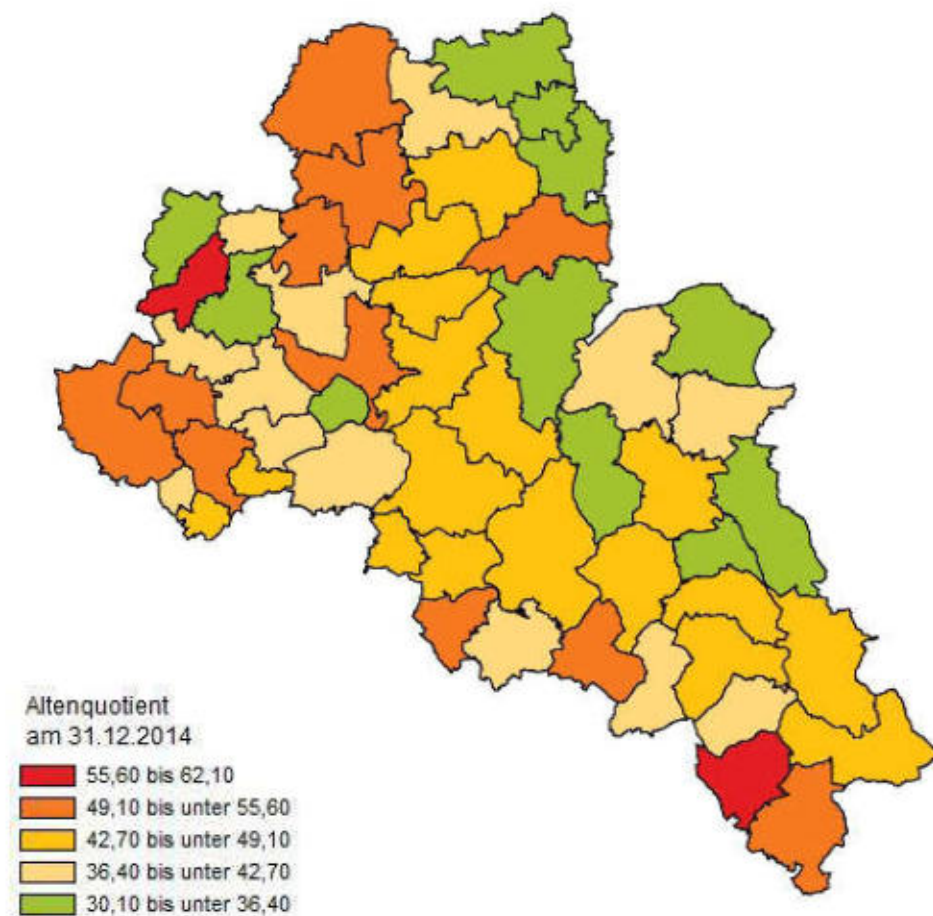 Altenquotient
am 31.12.2014
55,60 bis 62,10
49,10 bis unter 55,60
42,70 bis unter 49,10
36,40 bis unter 42,70
30,10 bis unter 36,40